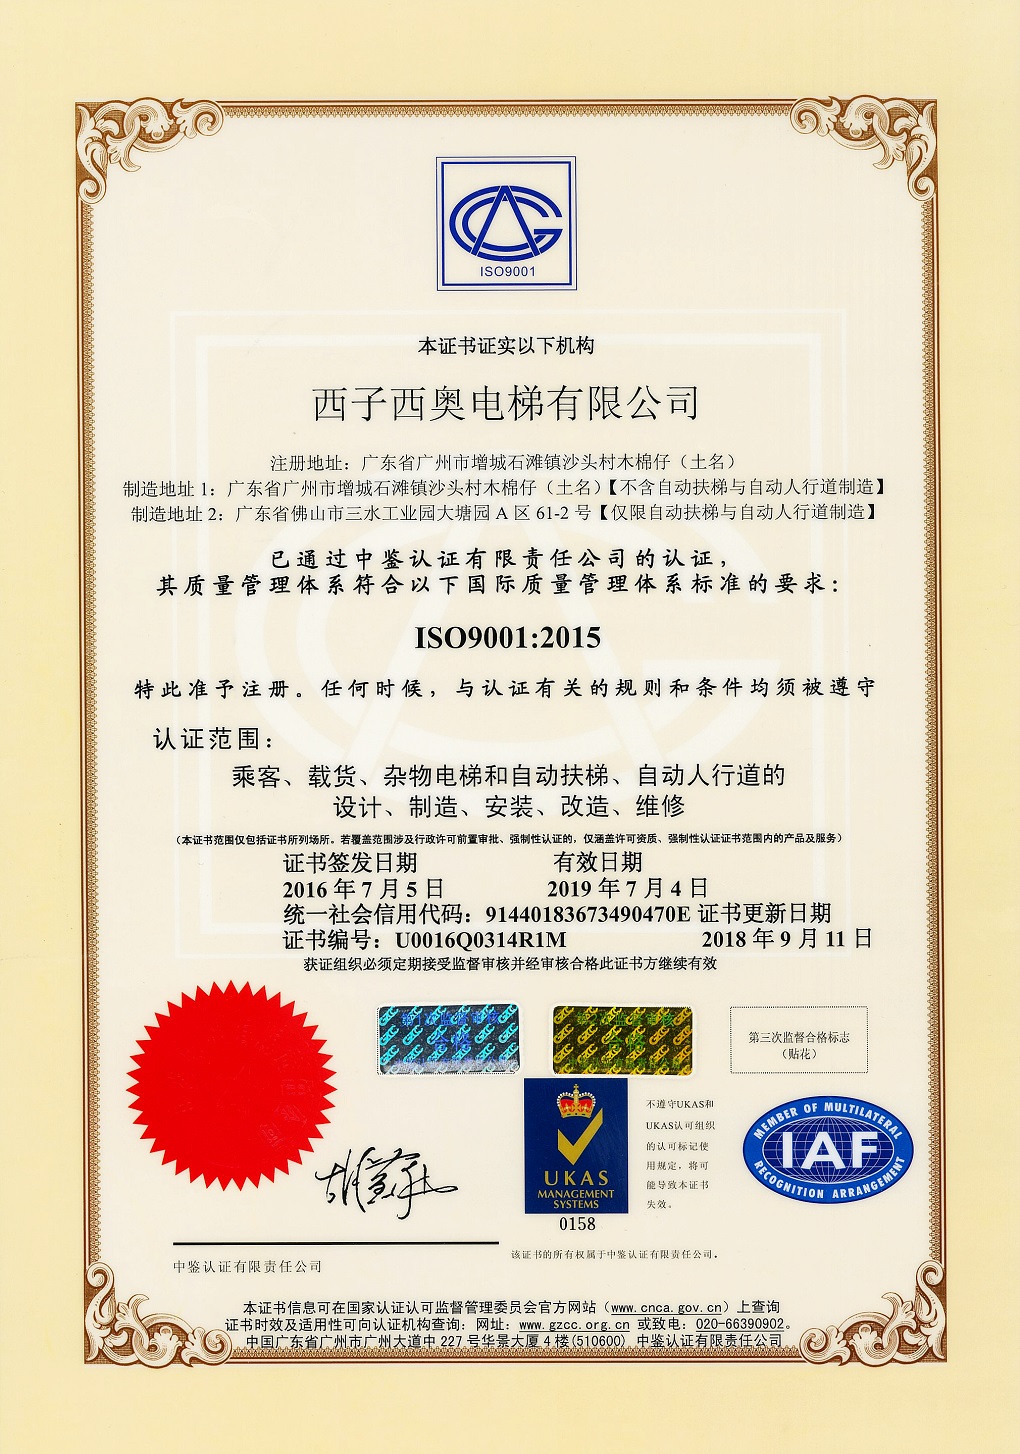 ISO9001
本证书证实以下机构
西子西奥电梯有限公司
注册地址：广东省广州市增城石滩镇沙头村木棉仔（土名）
制造地址 1：广东省广州市增城石滩镇沙头村木棉仔（土名）【不含自动扶梯与自动人行道制造】
制造地址 2：广东省佛山市三水工业园大塘园 A 区 61-2 号【仅限自动扶梯与自动人行道制造】
已通过中鉴认证有限责任公司的认证，
其质量管理体系符合以下国际质量管理体系标准的要求：
ISO9001:2015
特此准予注册。任何时候，与认证有关的规则和条件均须被遵守
认证范围：
乘客、载货、杂物电梯和自动扶梯、自动人行道的
设计、制造、安装、改造、维修
（本证书范围仅包括证书所列场所。若覆盖范围涉及行政许可前置审批、强制性认证的，仅涵盖许可资质、强制性认证证书范围内的产品及服务）
证书签发日期 有效日期
2016 年 7 月 5 日 2019 年 7 月 4 日
统一社会信用代码：91440183673490470E 证书更新日期
证书编号：U0016Q0314R1M 2018 年 9 月 11 日
获证组织必须定期接受监督审核并经审核合格此证书方继续有效
第三次监督合格标志
（贴花）
UKAS
MANAGEMENT
SYSTEMS
0158
不遵守UKAS和
UKAS认可组织
的认可标记使
用规定，将可
能导致本证书
失效。
MEMBER OF MULTILATERAL
IAF
RECOGNITION ARRANGEMENT
该证书的所有权属于中鉴认证有限责任公司。
中鉴认证有限责任公司
本证书信息可在国家认证认可监督管理委员会官方网站（www.cnca.gov.cn）上查询
证书时效及适用性可向认证机构查询：网址：www.gzcc.org.cn 或致电：020-66390902。
中国广东省广州市广州大道中 227 号华景大厦 4 楼(510600) 中鉴认证有限责任公司